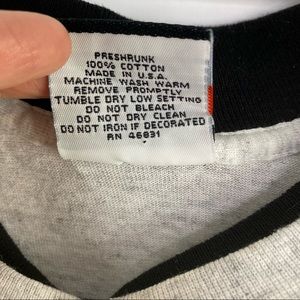 PRESHRUNK
100% COTTON
MADE IN U.S.A.
MACHINE WASH WARM
REMOVE PROMPTLY
TUMBLE DRY LOW SETTING
DO NOT BLEACH
DO NOT DRY CLEAN
DO NOT IRON IF DECORATED
RN 46831